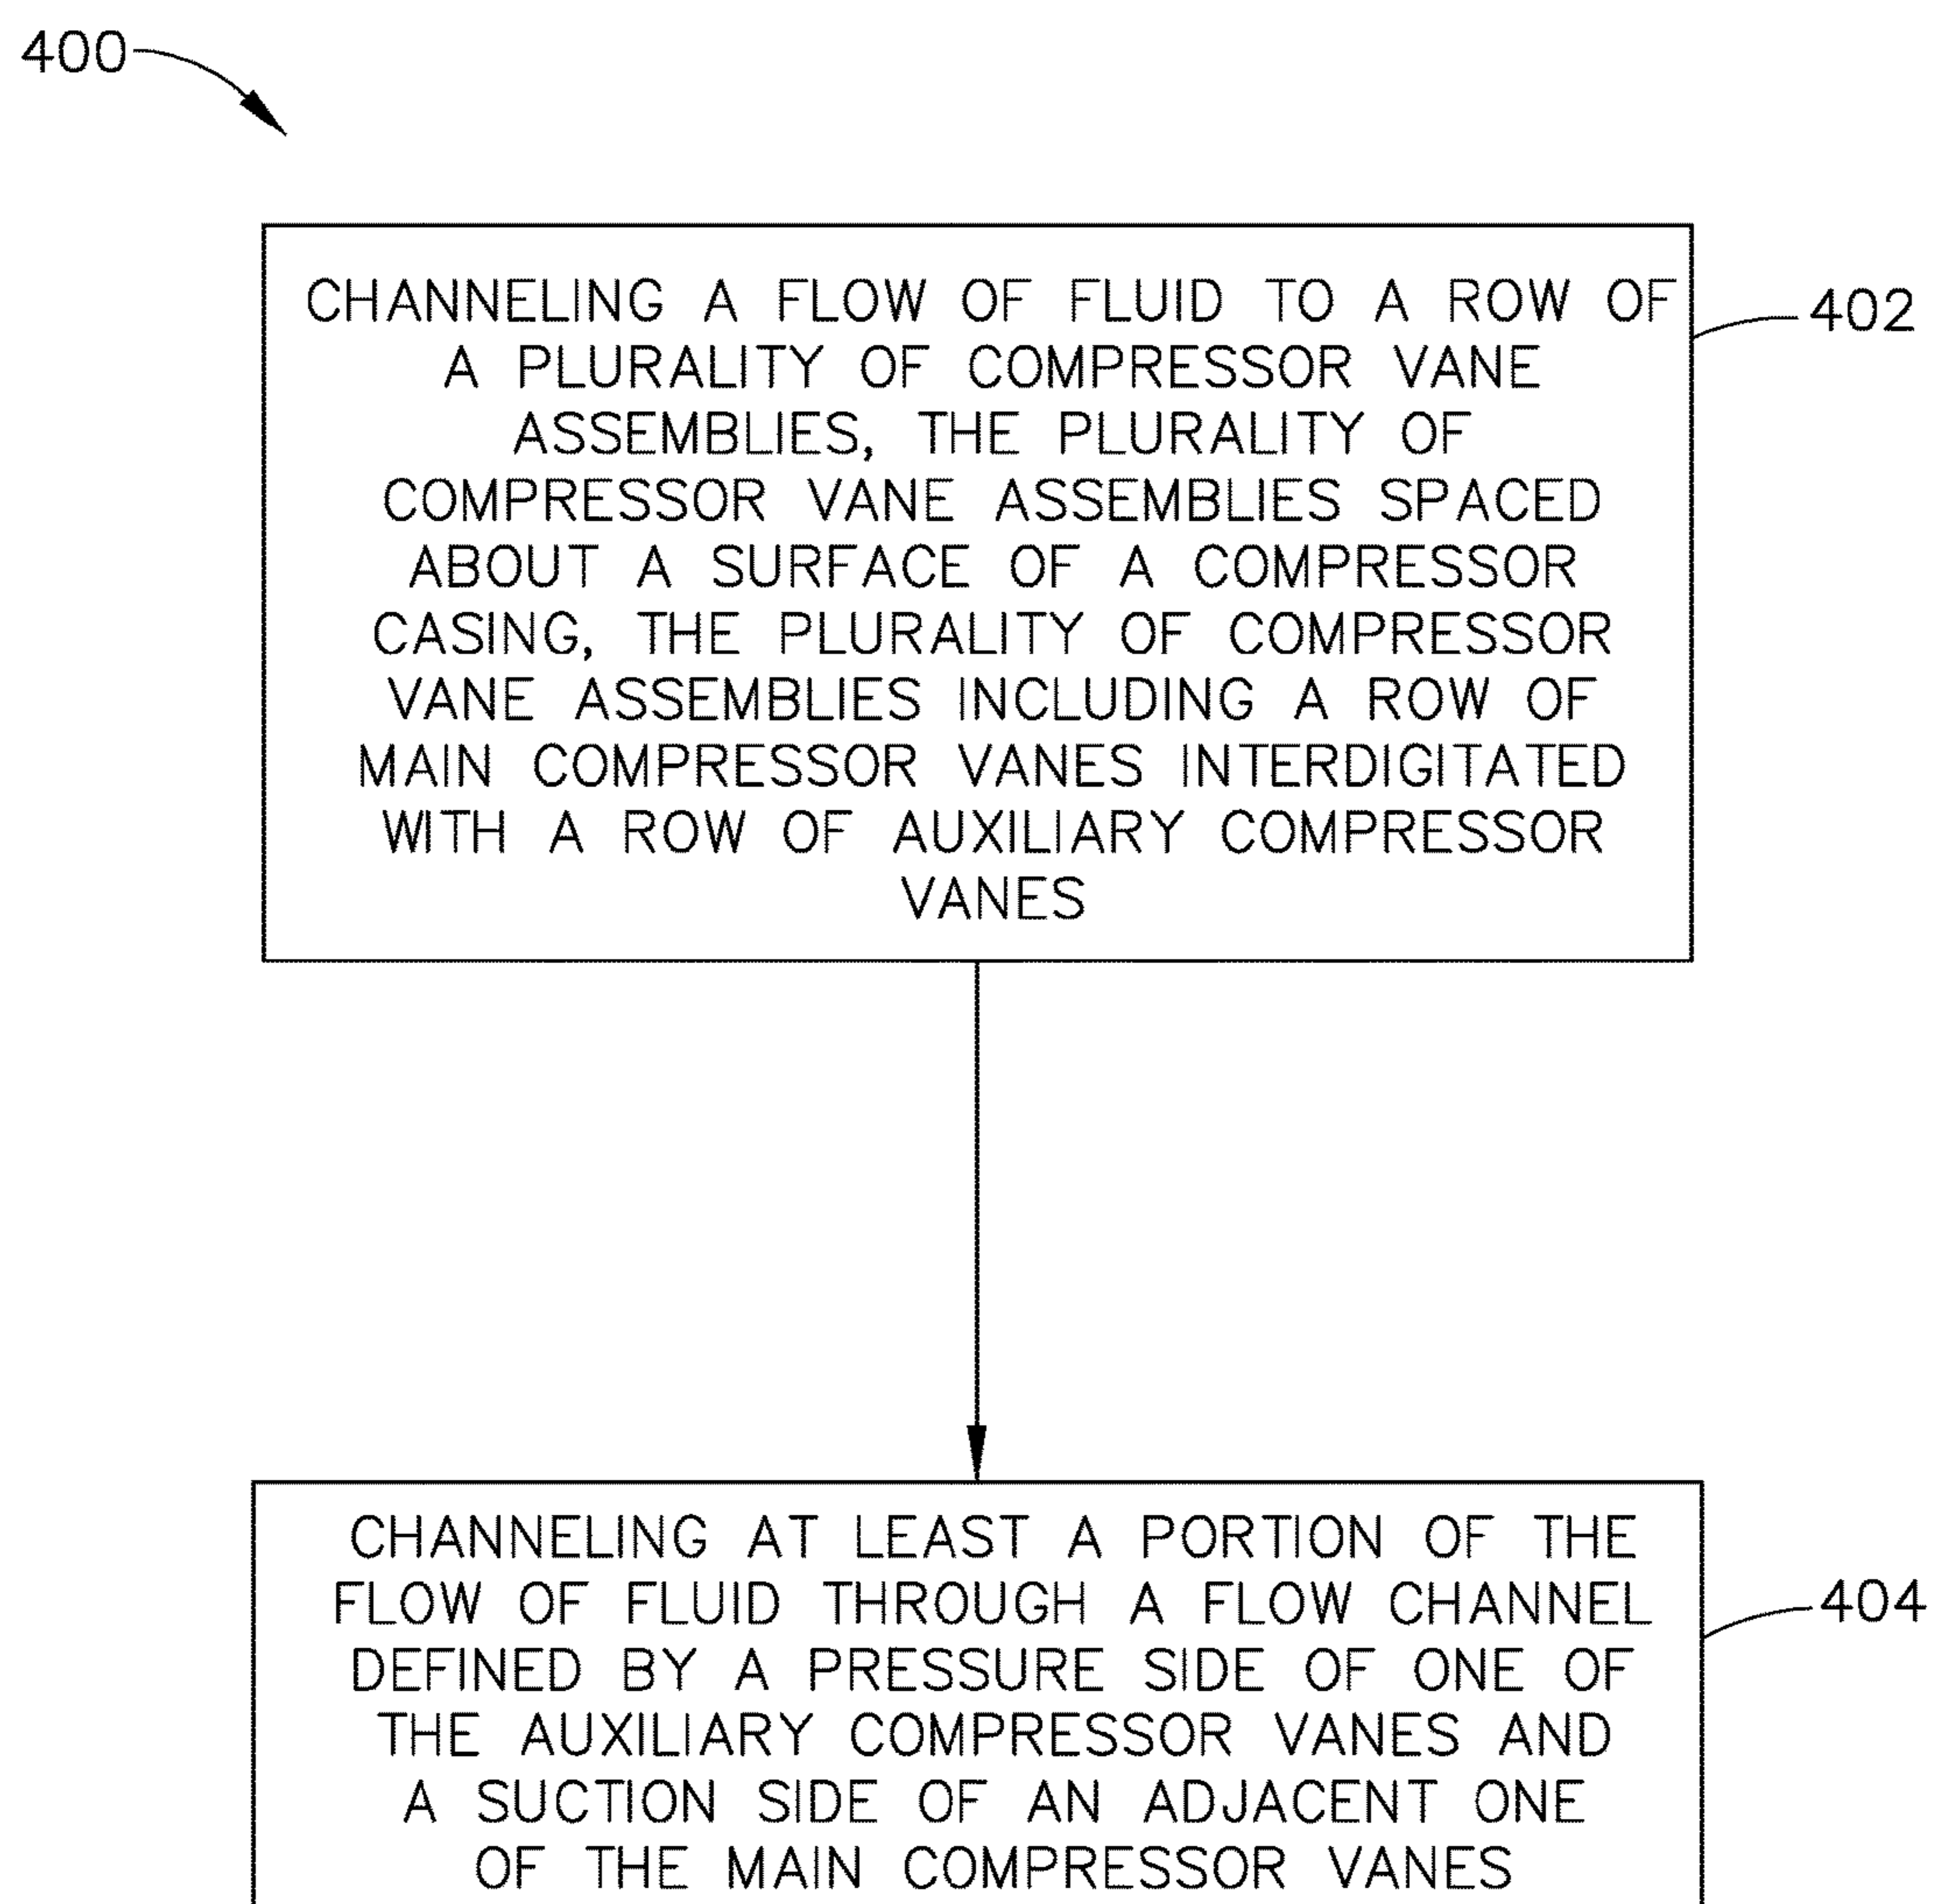 400
CHANNELING A FLOW OF FLUID TO A ROW OF
A PLURALITY OF COMPRESSOR VANE
ASSEMBLIES, THE PLURALITY OF
COMPRESSOR VANE ASSEMBLIES SPACED
ABOUT A SURFACE OF A COMPRESSOR
CASING, THE PLURALITY OF COMPRESSOR
VANE ASSEMBLIES INCLUDING A ROW OF
MAIN COMPRESSOR VANES INTERDIGITATED
WITH A ROW OF AUXILIARY COMPRESSOR
VANES
402
CHANNELING AT LEAST A PORTION OF THE
FLOW OF FLUID THROUGH A FLOW CHANNEL
DEFINED BY A PRESSURE SIDE OF ONE OF
THE AUXILIARY COMPRESSOR VANES AND
A SUCTION SIDE OF AN ADJACENT ONE
OF THE MAIN COMPRESSOR VANES
404